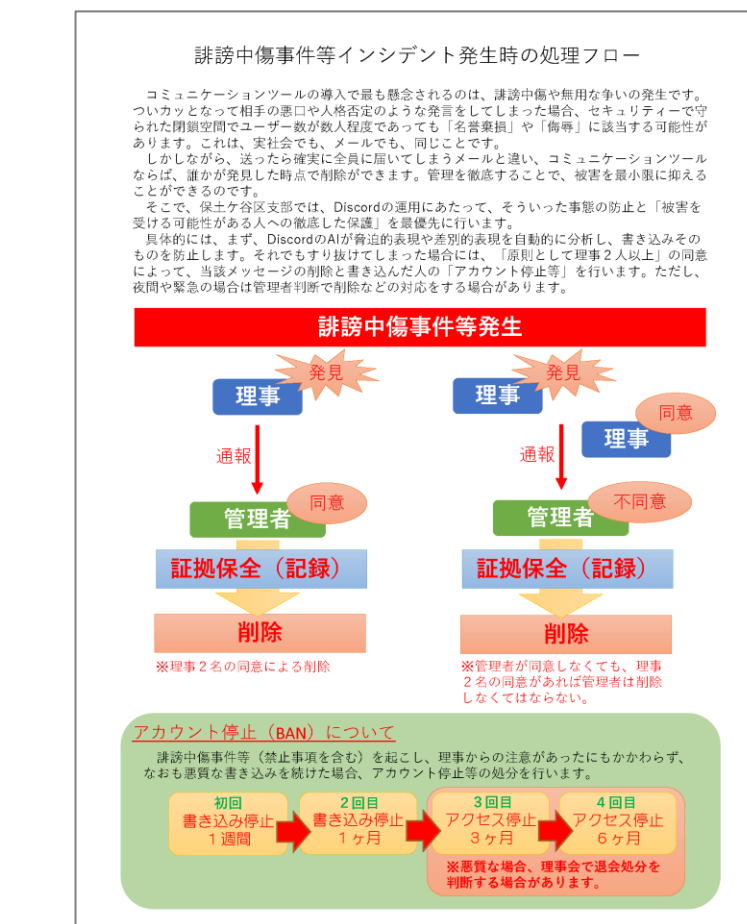 誹謗中傷事件等インシデント発生時の処理フロー
コミュニケーションツールの導入で最も懸念されるのは、誹謗中傷や無用な争いの発生です。
ついカッとなって相手の悪口や人格否定のような発言をしてしまった場合、セキュリティーで守
られた閉鎖空間でユーザー数が数人程度であっても「名誉棄損」や「侮辱」に該当する可能性が
あります。これは、実社会でも、メールでも、同じことです。
しかしながら、送ったら確実に全員に届いてしまうメールと違い、コミュニケーションツール
ならば、誰かが発見した時点で削除ができます。管理を徹底することで、被害を最小限に抑える
ことができるのです。
そこで、保土ケ谷区支部では、Discordの運用にあたって、そういった事態の防止と「被害を
受ける可能性がある人への徹底した保護」を最優先に行います。
具体的には、まず、DiscordのAIが脅迫的表現や差別的表現を自動的に分析し、書き込みその
ものを防止します。それでもすり抜けてしまった場合には、「原則として理事2人以上」の同意
によって、当該メッセージの削除と書き込んだ人の「アカウント停止等」を行います。ただし、
夜間や緊急の場合は管理者判断で削除などの対応をする場合があります。
誹謗中傷事件等発生
発見
理事
通報
同意
管理者
証拠保全（記録）
削除
※理事2名の同意による削除
発見
理事
同意
理事
通報
不同意
管理者
証拠保全（記録）
削除
※管理者が同意しなくても、理事
2名の同意があれば管理者は削除
しなくてはならない。
アカウント停止（BAN）について
誹謗中傷事件等（禁止事項を含む）を起こし、理事からの注意があったにもかかわらず、
なおも悪質な書き込みを続けた場合、アカウント停止等の処分を行います。
初回
書き込み停止
1週間
2回目
書き込み停止
1ヶ月
3回目
アクセス停止
3ヶ月
4回目
アクセス停止
6ヶ月
※悪質な場合、理事会で退会処分を
判断する場合があります。